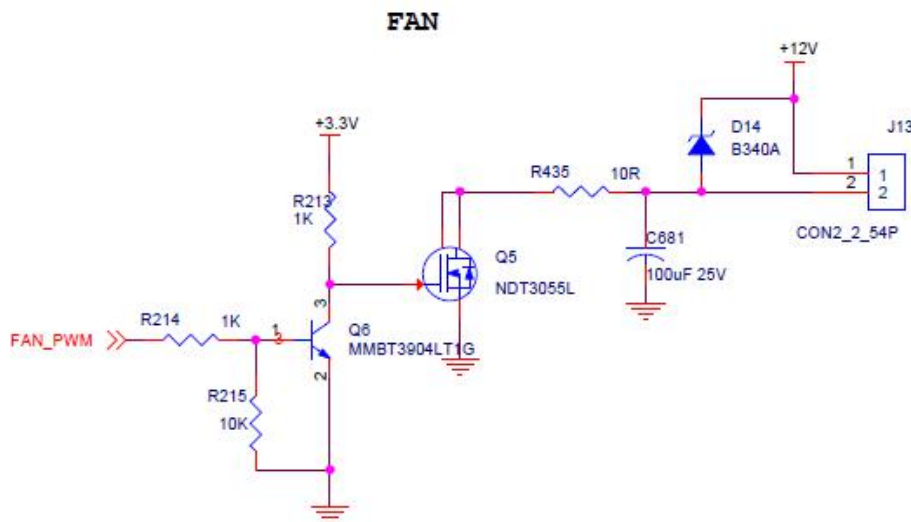 FAN
+12V
+3.3V
D14
B340A
J13
R435 10R
1
2
1
2
R213
1K
C681
100uF 25V
CON2_2_54P
Q5
NDT3055L
3
R214 1K
1
3
Q6
MMBT3904LT1G
FAN_PWM
2
R215
10K